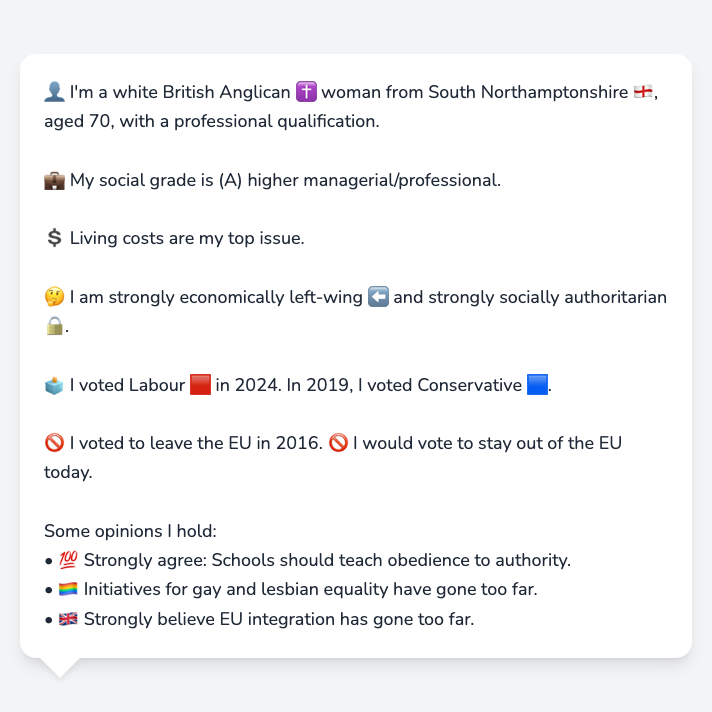 👤 I'm a white British Anglican ✝️ woman from South Northamptonshire 🏴󠁧󠁢󠁥󠁮󠁧󠁿,
aged 70, with a professional qualification.
💼 My social grade is (A) higher managerial/professional.
💲 Living costs are my top issue.
🤔 I am strongly economically left-wing ⬅️ and strongly socially authoritarian
🔒.
🗳️ I voted Labour 🟥 in 2024. In 2019, I voted Conservative 🟦.
🚫 I voted to leave the EU in 2016. 🚫 I would vote to stay out of the EU
today.
Some opinions I hold:
• 💯 Strongly agree: Schools should teach obedience to authority.
• 🏳️‍🌈 Initiatives for gay and lesbian equality have gone too far.
• 🇬🇧 Strongly believe EU integration has gone too far.